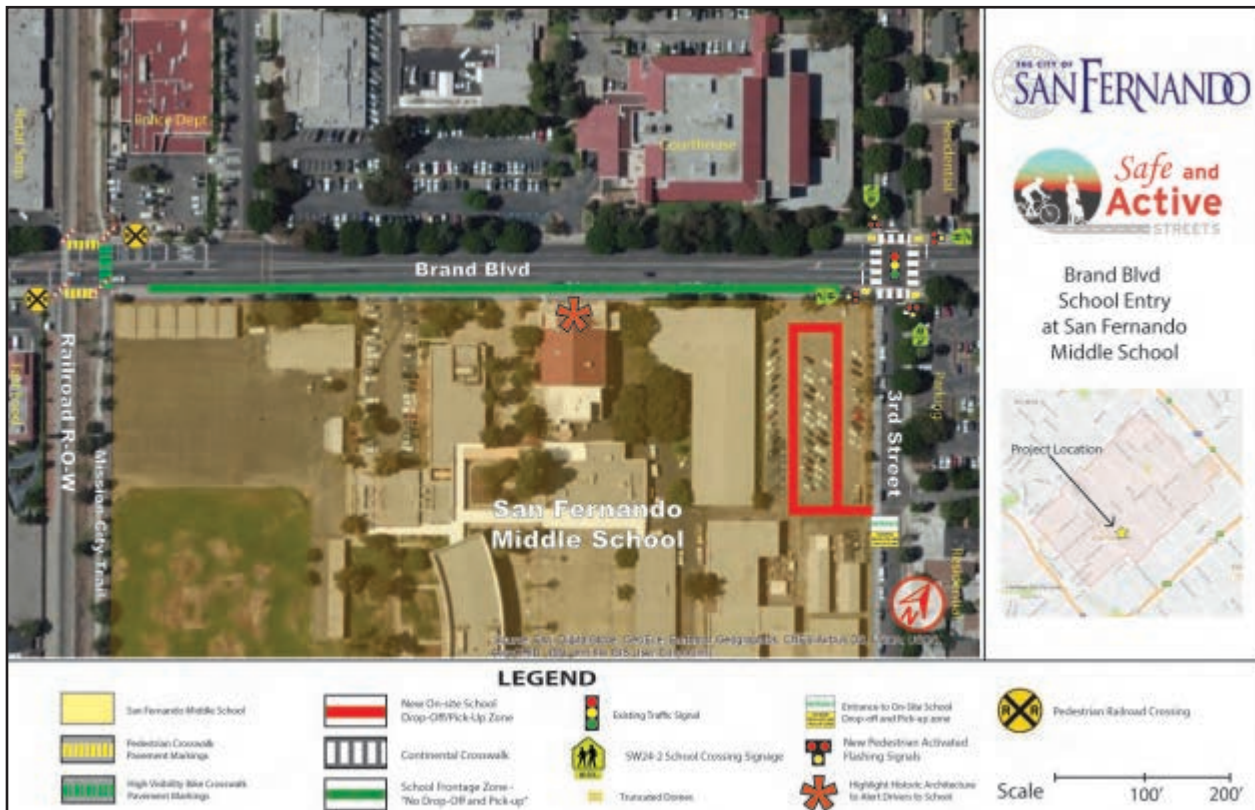 Retail Shop
Police Dept.
Courthouse
Residential
Brand Blvd
Railroad R-O-W
Mission City Trail
3rd Street
Parking
San Fernando
Middle School
Residential
THE CITY OF
SAN FERNANDO
Safe and
Active
STREETS
Brand Blvd
School Entry
at San Fernando
Middle School
Project Location
LEGEND
San Fernando Middle School
Pedestrian Crosswalk
Pavement Markings
High Visibility Bike Crosswalk
Pavement Markings
New On-site School
Drop-Off/Pick-Up Zone
Continental Crosswalk
School Frontage Zone -
"No Drop-Off and Pick-up"
Existing Traffic Signal
SW24-2 School Crossing Signage
Truncated Domes
Entrance to On-Site School
Drop-off and Pick-up zone
New Pedestrian Activated
Flashing Signals
Highlight Historic Architecture
to Alert Drivers to School
R R
Pedestrian Railroad Crossing
Scale
100' 200'